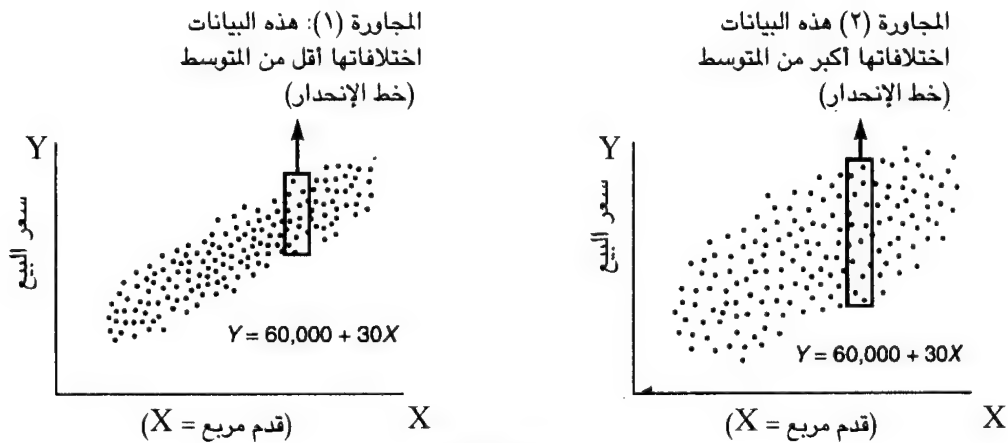 المجاورة (١): هذه البيانات
اختلافاتها أقل من المتوسط
(خط الإنحدار)
Y
سعر البيع
Y = 60,000 + 30X
X
(قدم مربع = X)
المجاورة (٢) هذه البيانات
اختلافاتها أكبر من المتوسط
(خط الإنحدار)
Y
سعر البيع
Y = 60,000 + 30X
X
(قدم مربع = X)